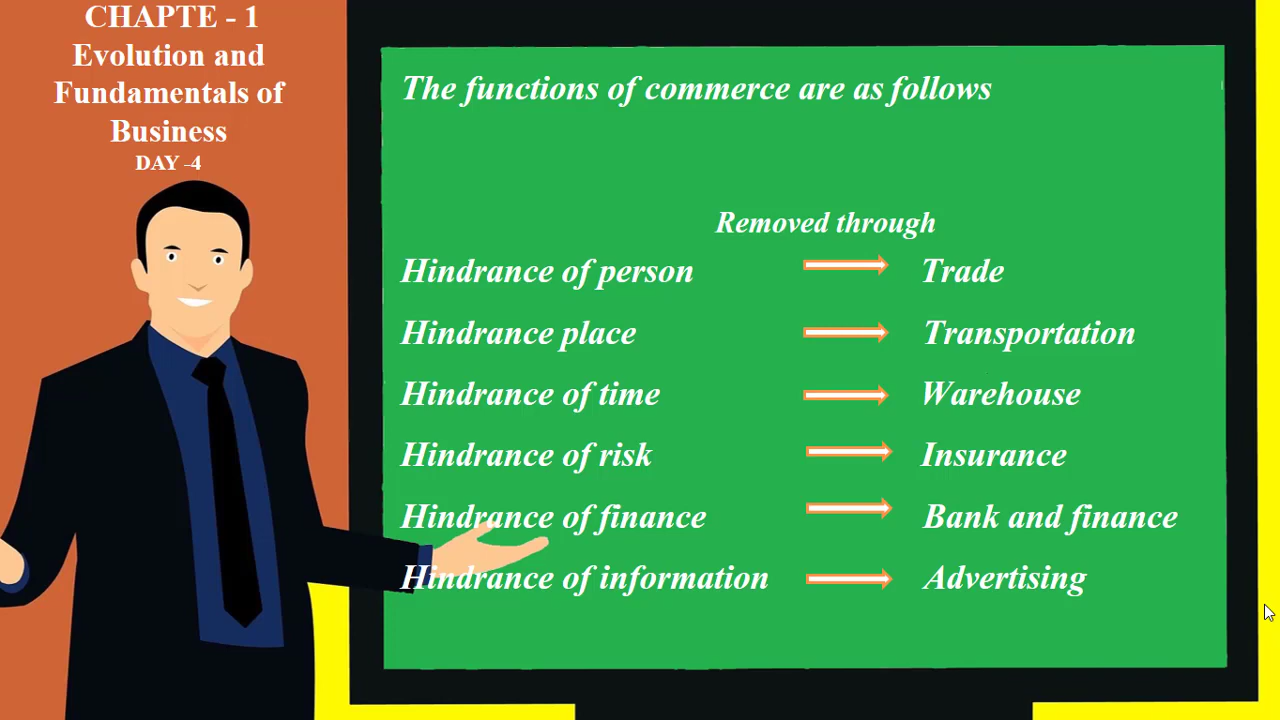 CHAPTE - 1
Evolution and
Fundamentals of
Business
DAY -4
The functions of commerce are as follows
Removed through
Hindrance of person Trade
Hindrance place Transportation
Hindrance of time Warehouse
Hindrance of risk Insurance
Hindrance of finance Bank and finance
Hindrance of information Advertising